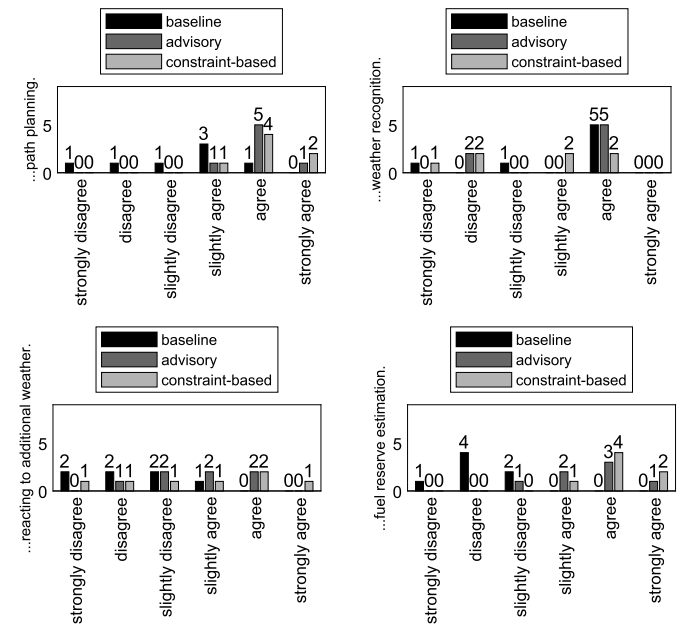 baseline
advisory
constraint-based
...path planning.
5
0
1 0 0
1 0 0
1 0 0
3 1 1
1 5 4
0 1 2
strongly disagree
disagree
slightly disagree
slightly agree
agree
strongly agree
baseline
advisory
constraint-based
...weather recognition.
5
0
1 0 1
0 2 2
1 0 0
0 0 2
5 5 2
0 0 0
strongly disagree
disagree
slightly disagree
slightly agree
agree
strongly agree
baseline
advisory
constraint-based
...reacting to additional weather.
5
0
2 0 1
2 1 1
2 2 1
1 2 1
0 2 2
0 0 1
strongly disagree
disagree
slightly disagree
slightly agree
agree
strongly agree
baseline
advisory
constraint-based
...fuel reserve estimation.
5
0
1 0 0
4 0 0
2 1 0
0 2 1
0 3 4
0 1 2
strongly disagree
disagree
slightly disagree
slightly agree
agree
strongly agree